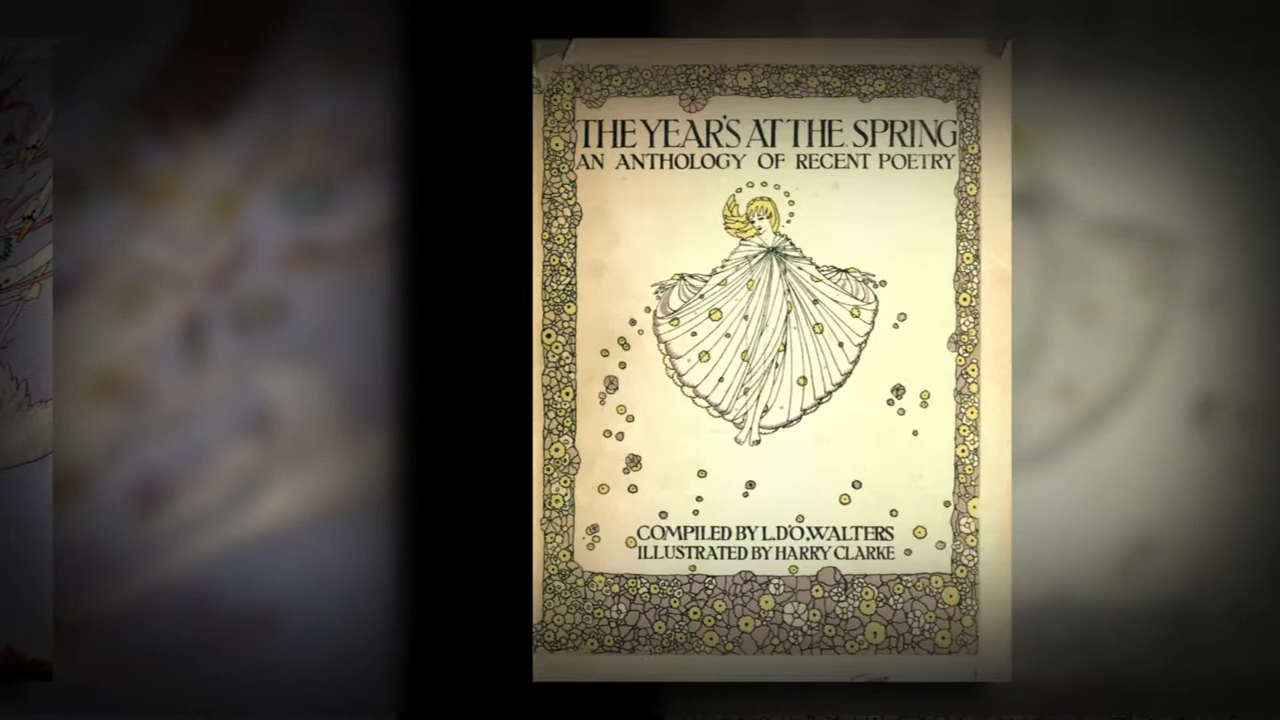 THE YEAR'S AT THE SPRING
AN ANTHOLOGY OF RECENT POETRY
COMPILED BY L. D'O. WALTERS
ILLUSTRATED BY HARRY CLARKE